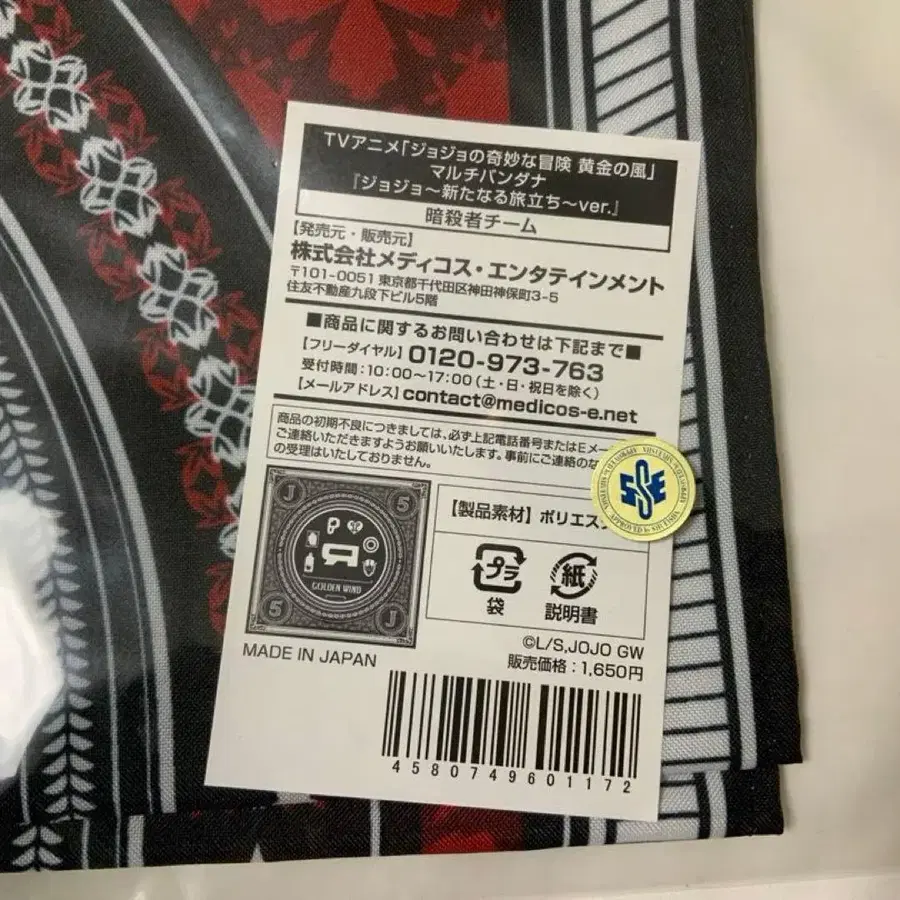 TVアニメ「ジョジョの奇妙な冒険 黄金の風」
マルチバンダナ
『ジョジョ～新たなる旅立ち～ver.』
暗殺者チーム
【発売元・販売元】
株式会社メディコス・エンタテインメント
〒101-0051 東京都千代田区神田神保町3-5
住友不動産九段下ビル5階
■商品に関するお問い合わせは下記まで■
【フリーダイヤル】0120-973-763
受付時間：10:00～17:00（土・日・祝日を除く）
【メールアドレス】contact@medicos-e.net
商品の初期不良につきましては、必ず上記電話番号またはEメー
ご連絡いただきますようお願いいたします。事前にご連絡のな
の受理はいたしておりません。
J 5
GOLDEN WIND
5 J
【製品素材】ポリエス
プラ
袋
紙
説明書
SSE
APPROVED by SHUEISHA
©L/S,JOJO GW
販売価格：1,650円
MADE IN JAPAN
4580749601172